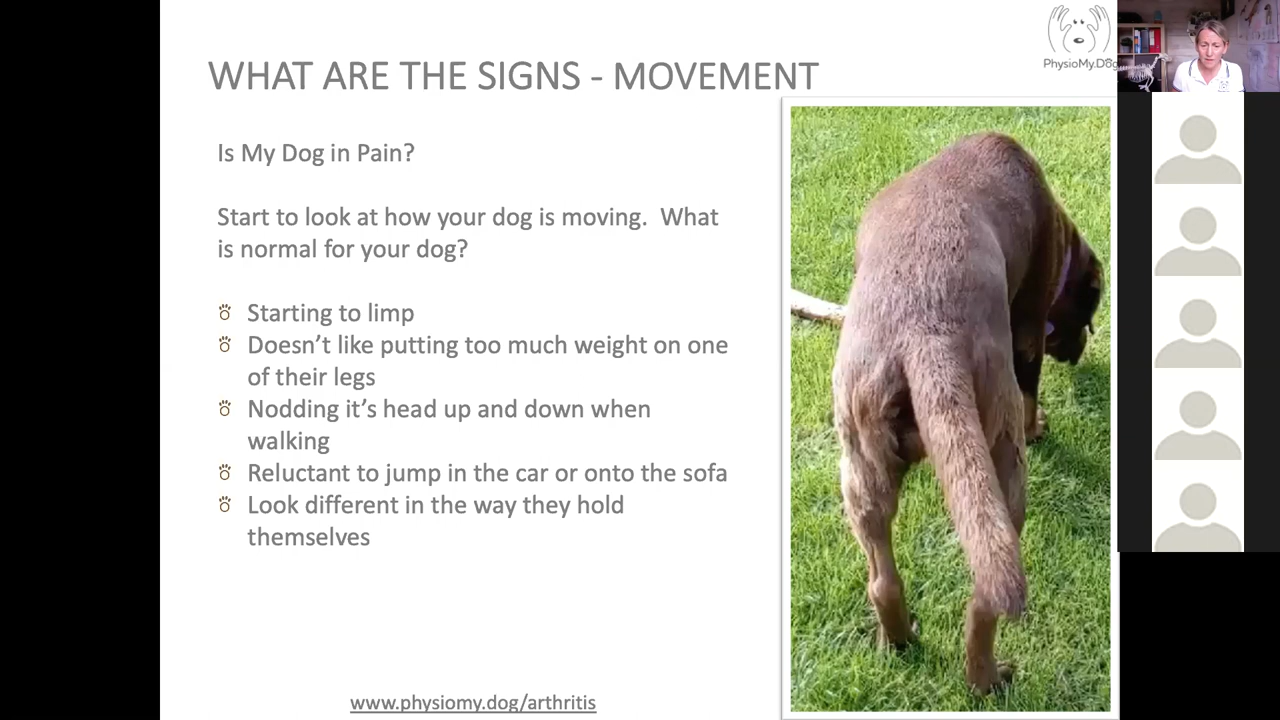 PhysioMy.Dog
WHAT ARE THE SIGNS - MOVEMENT
Is My Dog in Pain?
Start to look at how your dog is moving.  What
is normal for your dog?
Starting to limp
Doesn’t like putting too much weight on one
of their legs
Nodding it’s head up and down when
walking
Reluctant to jump in the car or onto the sofa
Look different in the way they hold
themselves
www.physiomy.dog/arthritis